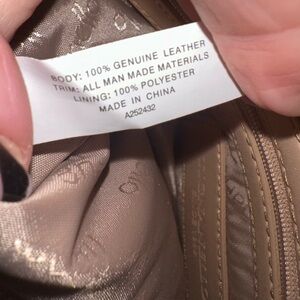 BODY: 100% GENUINE LEATHER
TRIM: ALL MAN MADE MATERIALS
LINING: 100% POLYESTER
MADE IN CHINA
A252432